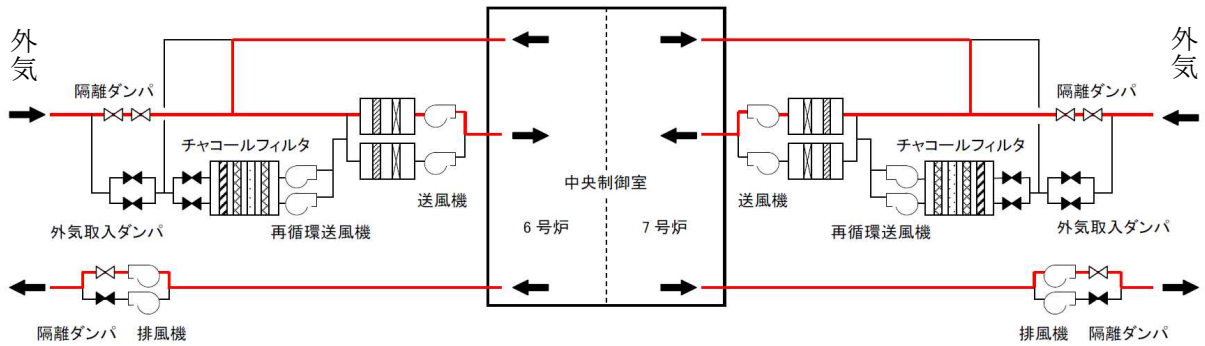 外気
外気
隔離ダンパ
隔離ダンパ
チャコールフィルタ
チャコールフィルタ
中央制御室
送風機
送風機
6号炉
7号炉
外気取入ダンパ
再循環送風機
再循環送風機
外気取入ダンパ
隔離ダンパ
排風機
排風機
隔離ダンパ